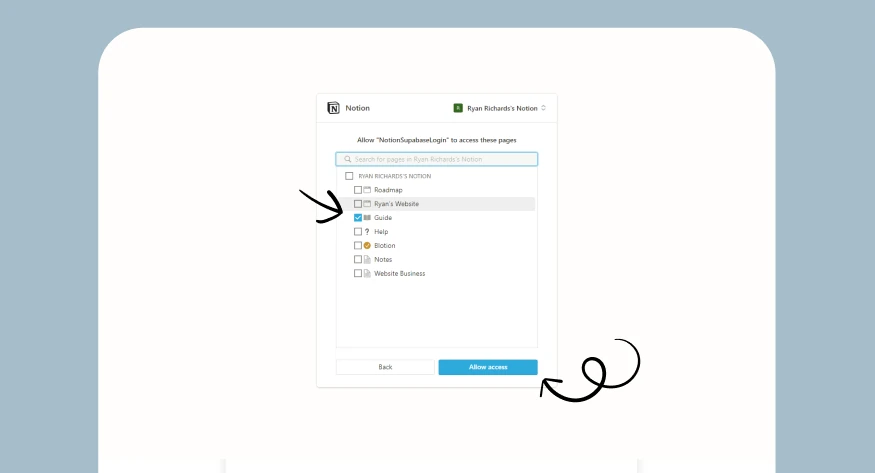 Notion
R Ryan Richards's Notion
Allow "NotionSupabaseLogin" to access these pages
Search for pages in Ryan Richards's Notion
RYAN RICHARDS'S NOTION
Roadmap
Ryan's Website
Guide
? Help
Blotion
Notes
Website Business
Back
Allow access